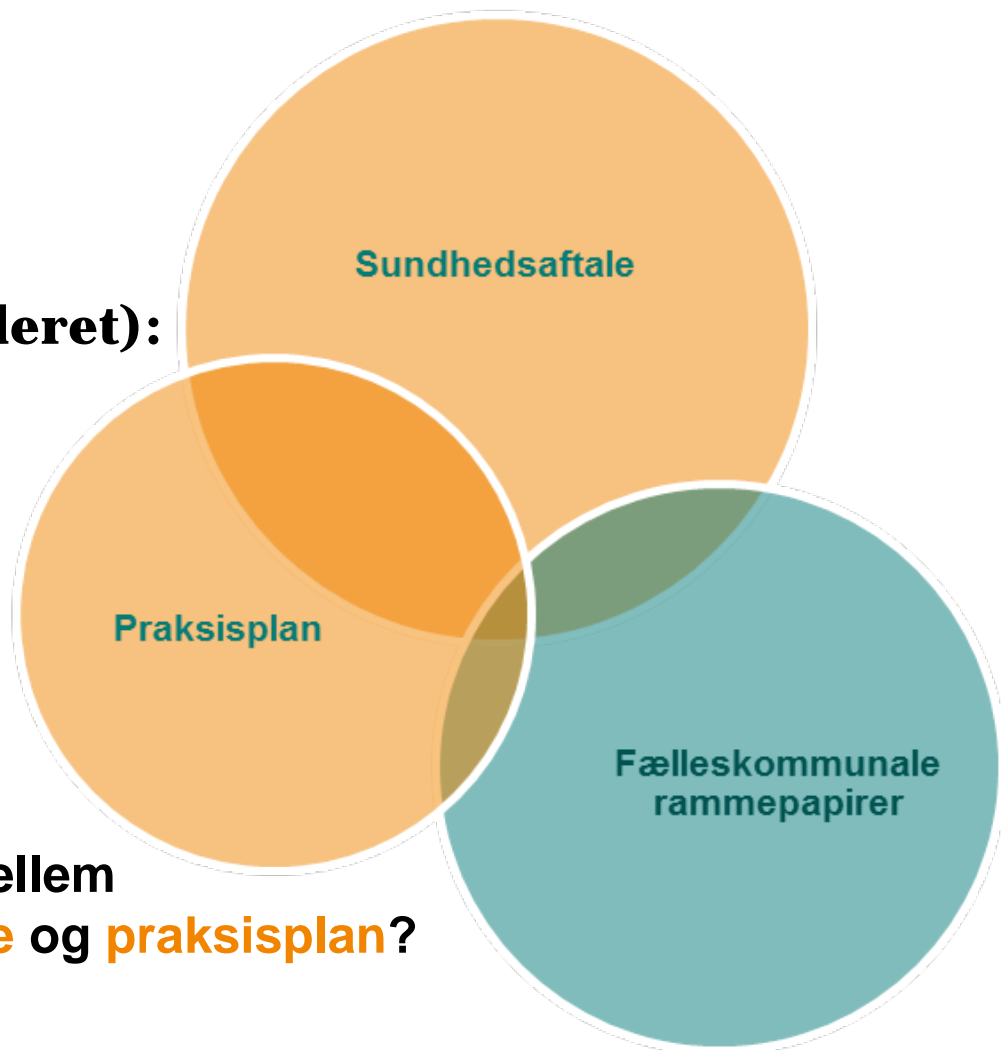 Sundhedsaftale
leret):
Praksisplan
Fælleskommunale
rammepapirer
ellem
e og praksisplan?